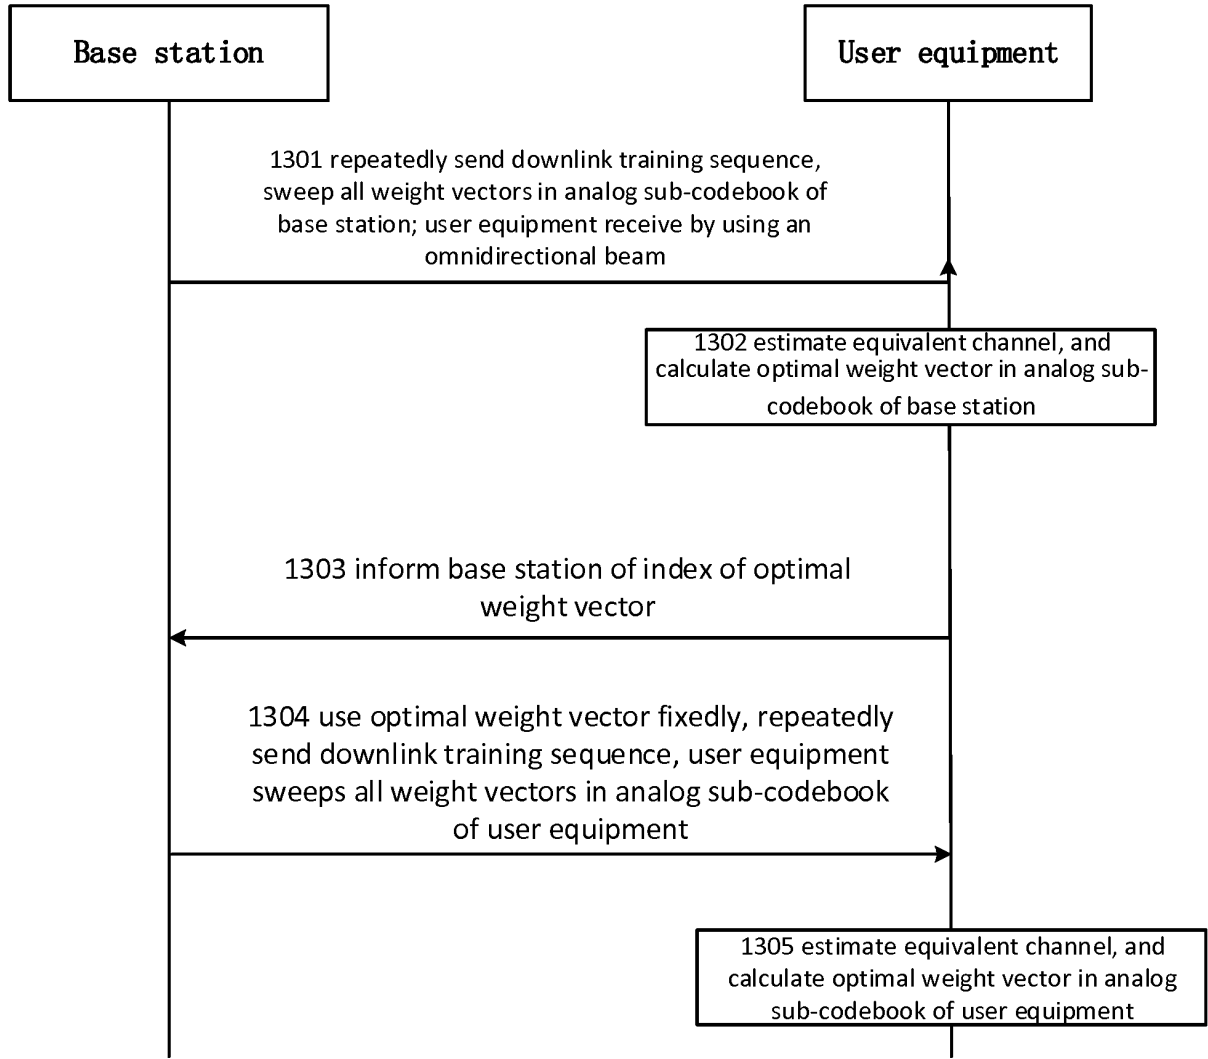 Base station
User equipment
1301 repeatedly send downlink training sequence,
sweep all weight vectors in analog sub-codebook of
base station; user equipment receive by using an
omnidirectional beam
1302 estimate equivalent channel, and
calculate optimal weight vector in analog sub-
codebook of base station
1303 inform base station of index of optimal
weight vector
1304 use optimal weight vector fixedly, repeatedly
send downlink training sequence, user equipment
sweeps all weight vectors in analog sub-codebook
of user equipment
1305 estimate equivalent channel, and
calculate optimal weight vector in analog
sub-codebook of user equipment